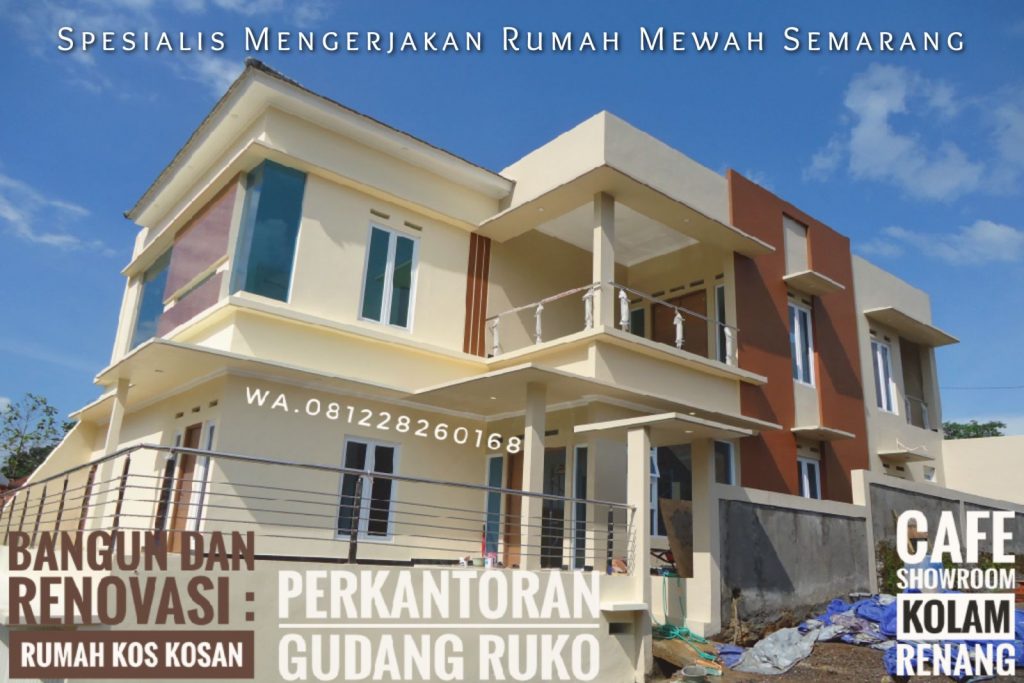 Spesialis Mengerjakan Rumah Mewah Semarang
WA.081228260168
BANGUN DAN
RENOVASI :
RUMAH KOS KOSAN
PERKANTORAN
GUDANG RUKO
CAFE
SHOWROOM
KOLAM
RENANG